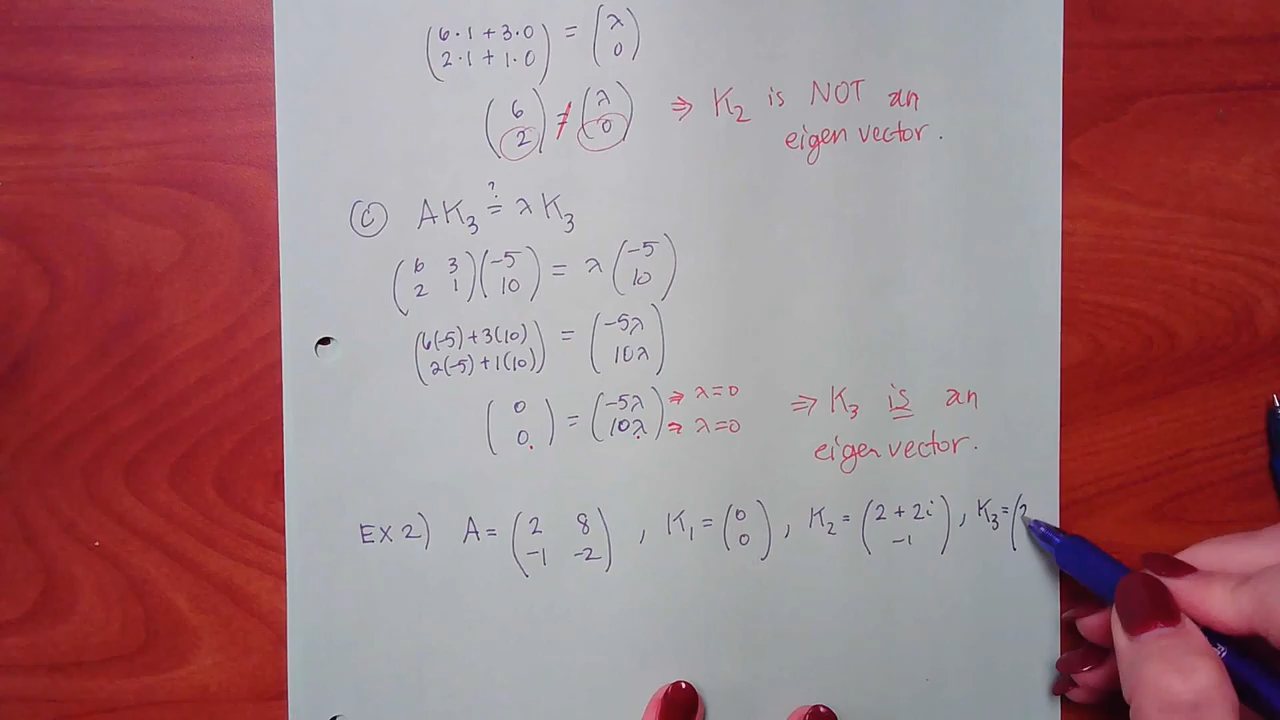 (6·1 + 3·0) = (λ)
(2·1 + 1·0) (0)
(6) ≠ (λ) ⇒ K₂ is NOT an
(2) (0) eigen vector.
(c) AK₃ ≟ λK₃
(6 3)(-5) = λ(-5)
(2 1)(10) (10)
(6(-5) + 3(10)) = (-5λ)
(2(-5) + 1(10)) (10λ)
(0) = (-5λ) ⇒ λ=0 ⇒ K₃ is an
(0) (10λ) ⇒ λ=0 eigen vector.
EX 2) A = (2 8), K₁ = (0), K₂ = (2 + 2i), K₃ = (2
(-1 -2) (0) (-1)